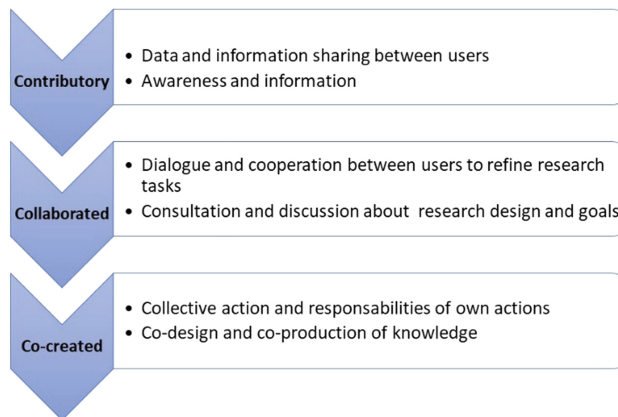 Contributory
• Data and information sharing between users
• Awareness and information
Collaborated
• Dialogue and cooperation between users to refine research
tasks
• Consultation and discussion about research design and goals
Co-created
• Collective action and responsabilities of own actions
• Co-design and co-production of knowledge